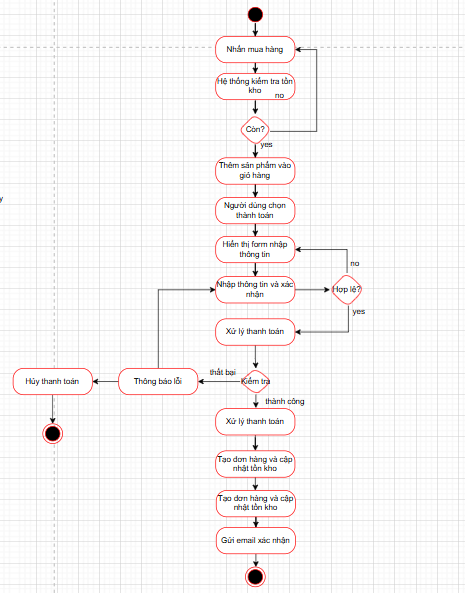 Nhấn mua hàng
Hệ thống kiểm tra tồn
kho
no
Còn?
yes
Thêm sản phẩm vào
giỏ hàng
Người dùng chọn
thành toán
Hiển thị form nhập
thông tin
no
Nhập thông tin và xác
nhận
Hợp lệ?
yes
Xử lý thanh toán
thất bại
Hủy thanh toán
Thông báo lỗi
Kiểm tra
thành công
Xử lý thanh toán
Tạo đơn hàng và cập
nhật tồn kho
Tạo đơn hàng và cập
nhật tồn kho
Gửi email xác nhận